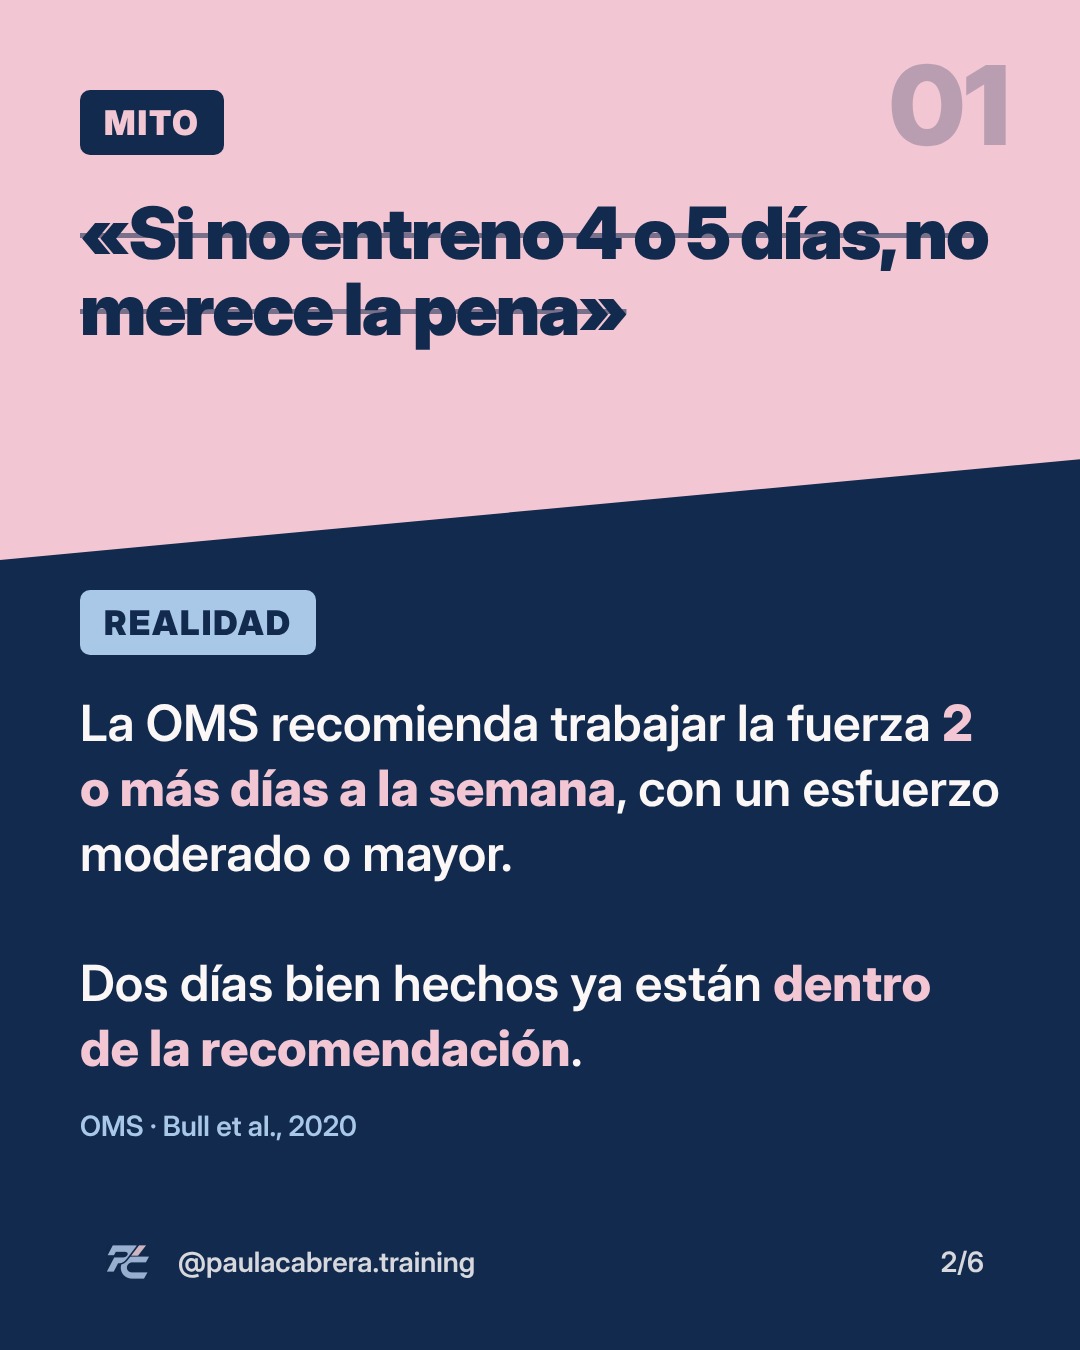 MITO
01
«Si no entreno 4 o 5 días, no
merece la pena»
REALIDAD
La OMS recomienda trabajar la fuerza 2
o más días a la semana, con un esfuerzo
moderado o mayor.
Dos días bien hechos ya están dentro
de la recomendación.
OMS · Bull et al., 2020
PC @paulacabrera.training
2/6